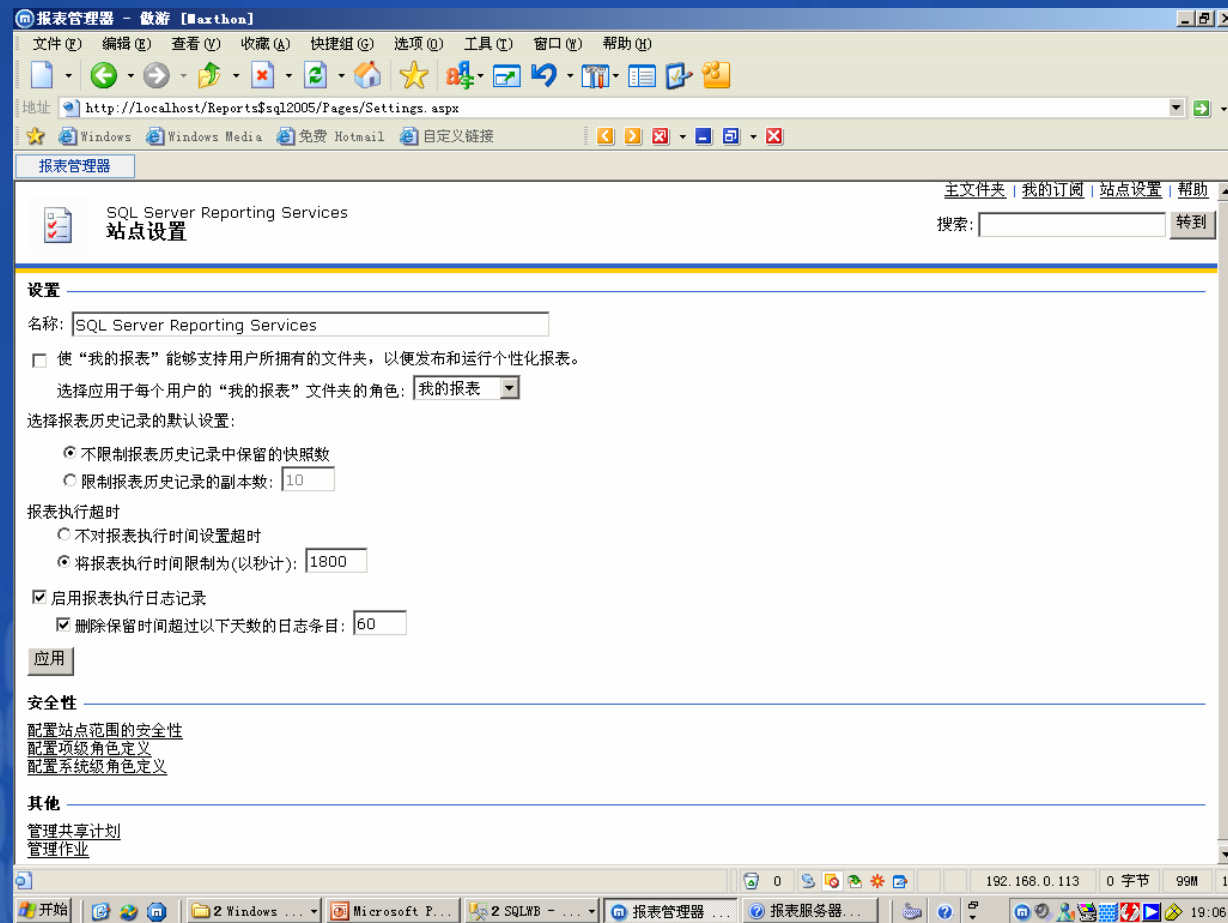 报表管理器 - 傲游 [Maxthon]
文件(F) 编辑(E) 查看(V) 收藏(A) 快捷组(G) 选项(O) 工具(T) 窗口(W) 帮助(H)
地址 http://localhost/Reports$sql2005/Pages/Settings.aspx
Windows Windows Media 免费 Hotmail 自定义链接
报表管理器
主文件夹 | 我的订阅 | 站点设置 | 帮助
SQL Server Reporting Services
站点设置
搜索: 转到
设置
名称: SQL Server Reporting Services
使“我的报表”能够支持用户所拥有的文件夹，以便发布和运行个性化报表。
选择应用于每个用户的“我的报表”文件夹的角色: 我的报表
选择报表历史记录的默认设置:
不限制报表历史记录中保留的快照数
限制报表历史记录的副本数: 10
报表执行超时
不对报表执行时间设置超时
将报表执行时间限制为(以秒计): 1800
启用报表执行日志记录
删除保留时间超过以下天数的日志条目: 60
应用
安全性
配置站点范围的安全性
配置项级角色定义
配置系统级角色定义
其他
管理共享计划
管理作业
0 192.168.0.113 0 字节 99M 1
开始 2 Windows ... Microsoft P... 2 SQLWB - ... 报表管理器 ... 报表服务器... 19:09